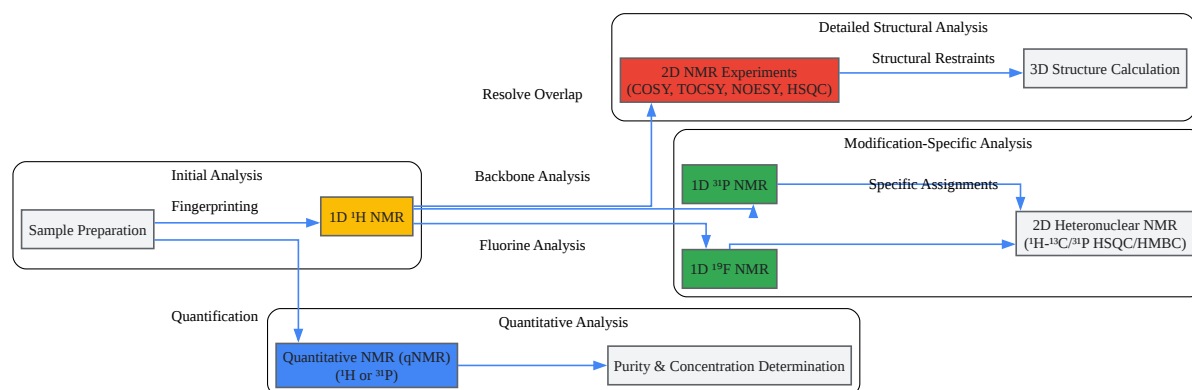 Detailed Structural Analysis
2D NMR Experiments
(COSY, TOCSY, NOESY, HSQC)
Structural Restraints
3D Structure Calculation
Resolve Overlap
Modification-Specific Analysis
Initial Analysis
Backbone Analysis
1D ³¹P NMR
Specific Assignments
Fingerprinting
Sample Preparation
1D ¹H NMR
2D Heteronuclear NMR
(¹H-¹³C/³¹P HSQC/HMBC)
Fluorine Analysis
1D ¹⁹F NMR
Quantification
Quantitative Analysis
Quantitative NMR (qNMR)
(¹H or ³¹P)
Purity & Concentration Determination